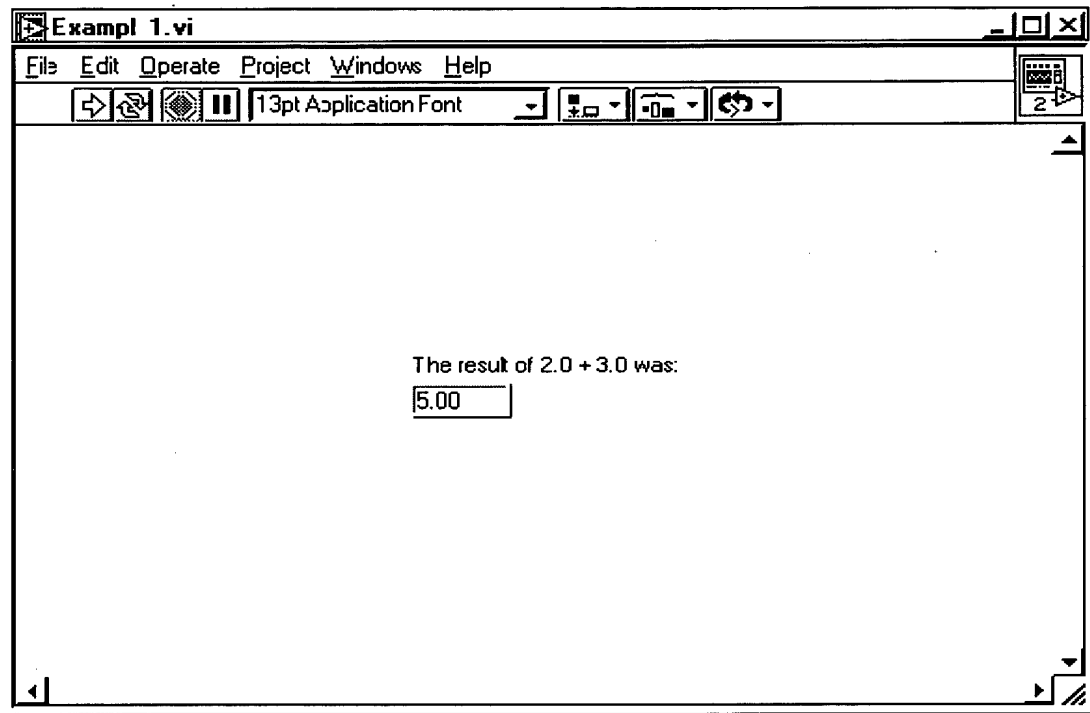 Exampl 1.vi
File Edit Operate Project Windows Help
13pt Application Font
2
The result of 2.0 + 3.0 was:
5.00